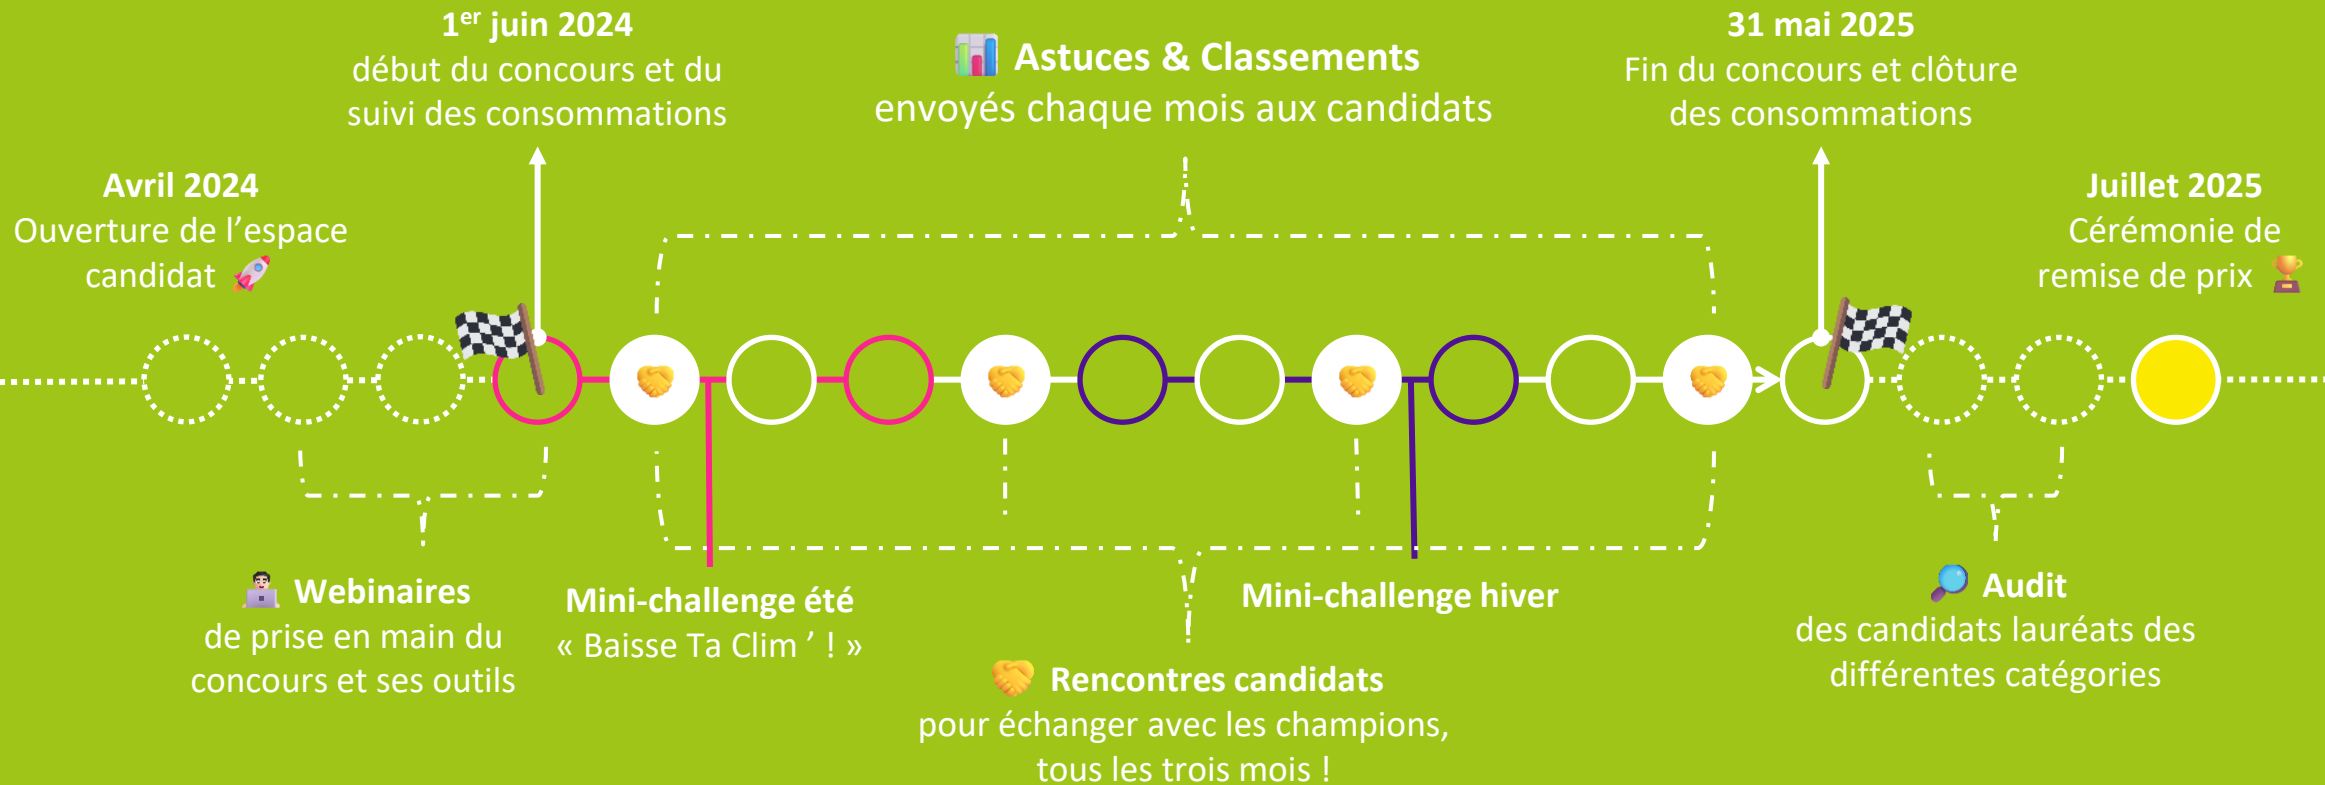 1er juin 2024
début du concours et du
suivi des consommations
Astuces & Classements
envoyés chaque mois aux candidats
31 mai 2025
Fin du concours et clôture
des consommations
Avril 2024
Ouverture de l’espace
candidat
Juillet 2025
Cérémonie de
remise de prix
Webinaires
de prise en main du
concours et ses outils
Mini-challenge été
« Baisse Ta Clim ’ ! »
Rencontres candidats
pour échanger avec les champions,
tous les trois mois !
Mini-challenge hiver
Audit
des candidats lauréats des
différentes catégories